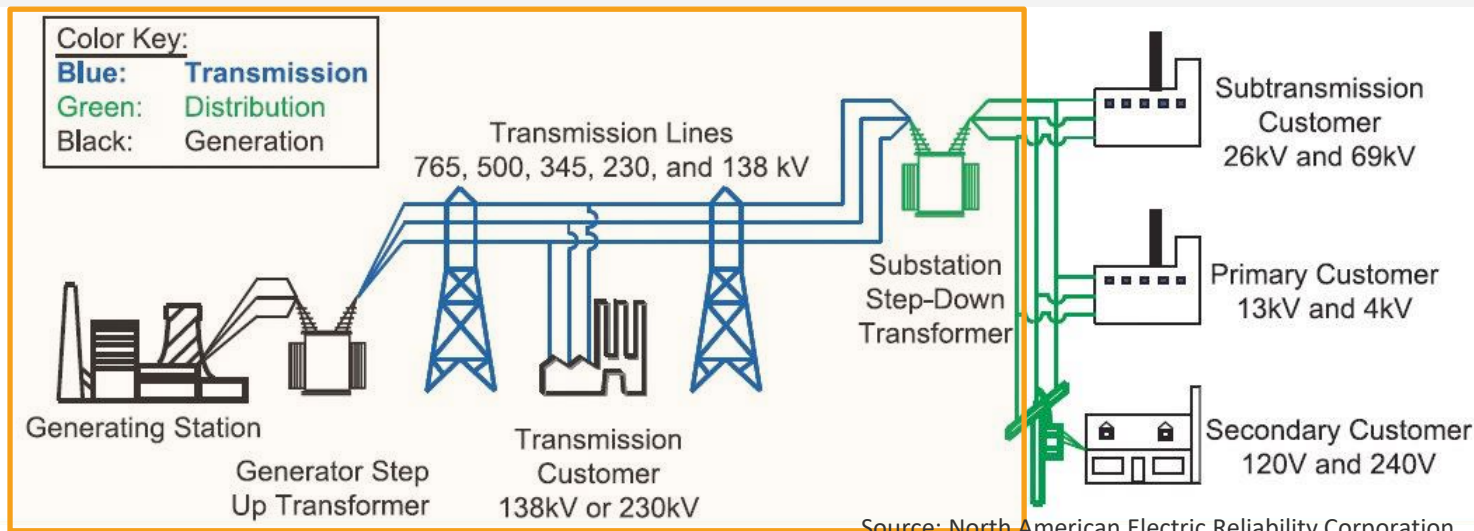 Color Key:
Blue: Transmission
Green: Distribution
Black: Generation
Transmission Lines
765, 500, 345, 230, and 138 kV
Subtransmission
Customer
26kV and 69kV
Substation
Step-Down
Transformer
Primary Customer
13kV and 4kV
Generating Station
Generator Step
Up Transformer
Transmission
Customer
138kV or 230kV
Secondary Customer
120V and 240V
Source: North American Electric Reliability Corporation